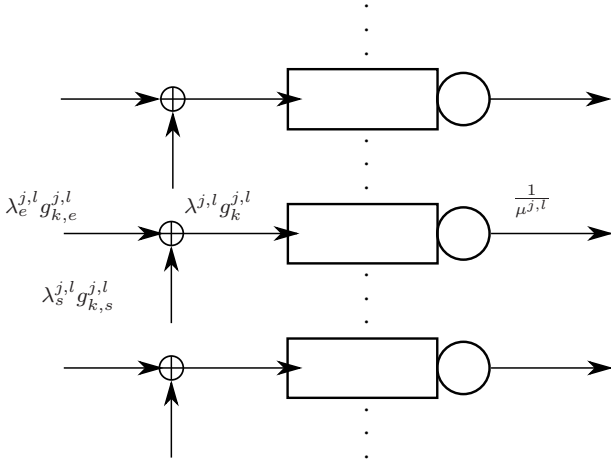 λ_e^{j,l} g_{k,e}^{j,l}
λ^{j,l} g_k^{j,l}
1/μ^{j,l}
λ_s^{j,l} g_{k,s}^{j,l}